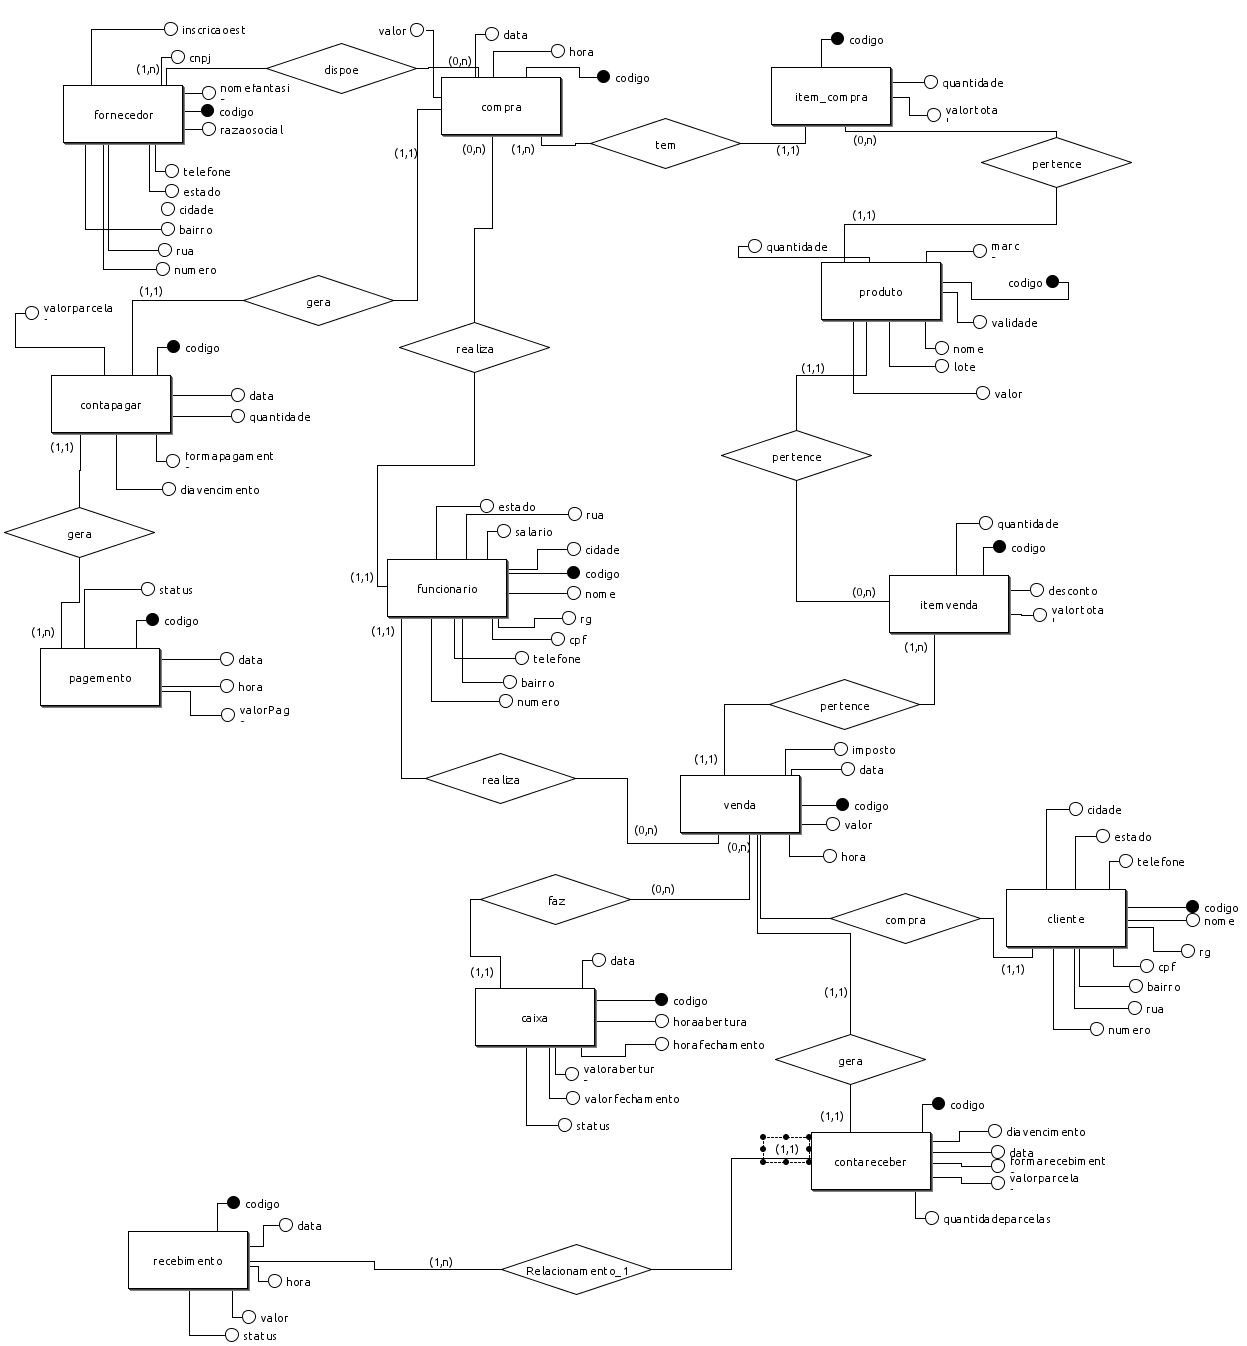 inscricaoest
cnpj
(1,n)
dispoe
valor
data
(0,n)
hora
codigo
compra
nomefantasi
codigo
razaosocial
fornecedor
telefone
estado
cidade
bairro
rua
numero
(1,1)
(0,n)
(1,n)
tem
(1,1)
codigo
quantidade
item_compra
valortota
(0,n)
pertence
(1,1)
quantidade
marc
codigo
produto
validade
nome
lote
valor
(1,1)
pertence
(1,1)
gera
valorparcela
codigo
realiza
data
contapagar
quantidade
(1,1)
formapagament
diavencimento
gera
status
(1,n)
codigo
data
pagemento
hora
valorPag
estado
rua
salario
cidade
codigo
(1,1)
funcionario
nome
rg
(1,1)
cpf
telefone
bairro
numero
quantidade
codigo
(0,n)
desconto
itemvenda
valortota
(1,n)
pertence
(1,1)
imposto
data
realiza
venda
codigo
valor
(0,n)
(0,n)
hora
cidade
estado
telefone
faz
(0,n)
codigo
compra
cliente
nome
rg
(1,1)
cpf
bairro
rua
numero
(1,1)
data
codigo
caixa
horaabertura
horafechamento
valorabertur
valorfechamento
status
(1,1)
gera
(1,1)
codigo
diavencimento
(1,1)
data
contareceber
formarecebiment
valorparcela
quantidadeparcelas
codigo
data
recebimento
(1,n)
Relacionamento_1
hora
valor
status